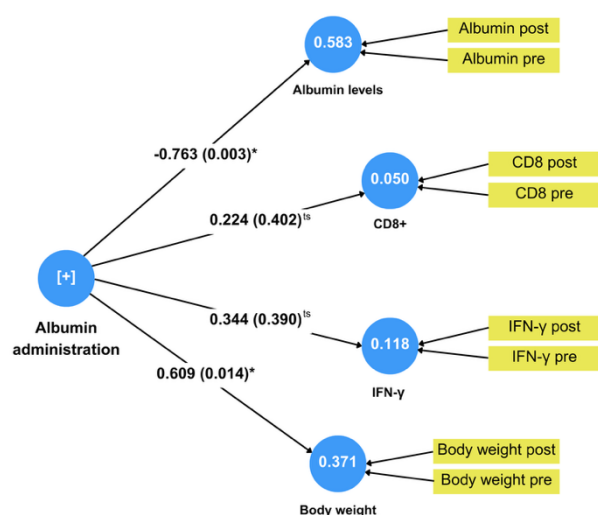 Albumin post
0.583
Albumin pre
Albumin levels
-0.763 (0.003)*
CD8 post
0.050
CD8 pre
0.224 (0.402)ts
CD8+
[+]
Albumin
administration
0.344 (0.390)ts
IFN-γ post
0.118
IFN-γ pre
IFN-γ
0.609 (0.014)*
Body weight post
0.371
Body weight pre
Body weight